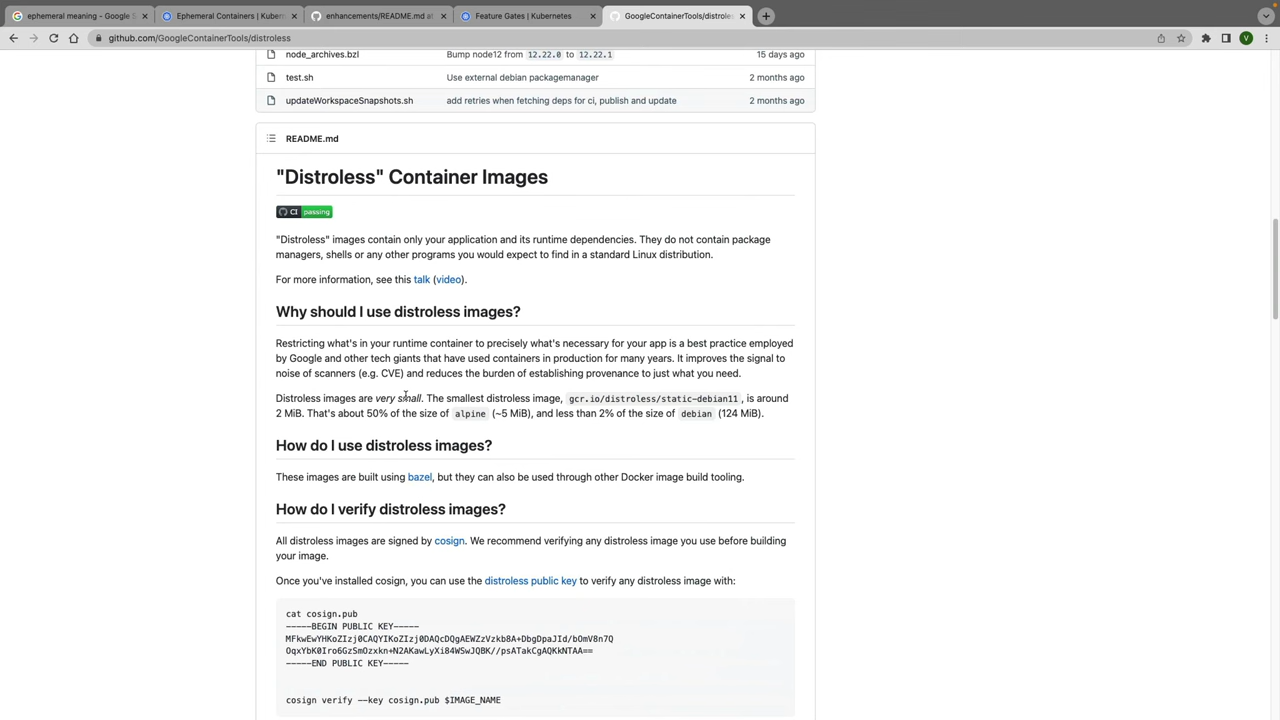 ephemeral meaning - Google S
Ephemeral Containers | Kubern
enhancements/README.md at
Feature Gates | Kubernetes
GoogleContainerTools/distroles
github.com/GoogleContainerTools/distroless
V
node_archives.bzl Bump node12 from 12.22.0 to 12.22.1 15 days ago
test.sh Use external debian packagemanager 2 months ago
updateWorkspaceSnapshots.sh add retries when fetching deps for ci, publish and update 2 months ago
README.md
"Distroless" Container Images
CI passing
"Distroless" images contain only your application and its runtime dependencies. They do not contain package
managers, shells or any other programs you would expect to find in a standard Linux distribution.
For more information, see this talk (video).
Why should I use distroless images?
Restricting what's in your runtime container to precisely what's necessary for your app is a best practice employed
by Google and other tech giants that have used containers in production for many years. It improves the signal to
noise of scanners (e.g. CVE) and reduces the burden of establishing provenance to just what you need.
Distroless images are very small. The smallest distroless image, gcr.io/distroless/static-debian11 , is around
2 MiB. That's about 50% of the size of alpine (~5 MiB), and less than 2% of the size of debian (124 MiB).
How do I use distroless images?
These images are built using bazel, but they can also be used through other Docker image build tooling.
How do I verify distroless images?
All distroless images are signed by cosign. We recommend verifying any distroless image you use before building
your image.
Once you've installed cosign, you can use the distroless public key to verify any distroless image with:
cat cosign.pub
-----BEGIN PUBLIC KEY-----
MFkwEwYHKoZIzj0CAQYIKoZIzj0DAQcDQgAEWZzVzkb8A+DbgDpaJId/bOmV8n7Q
OqxYbK0Iro6GzSmOzxkn+N2AKawLyXi84WSwJQBK//psATakCgAQKkNTAA==
-----END PUBLIC KEY-----
cosign verify --key cosign.pub $IMAGE_NAME